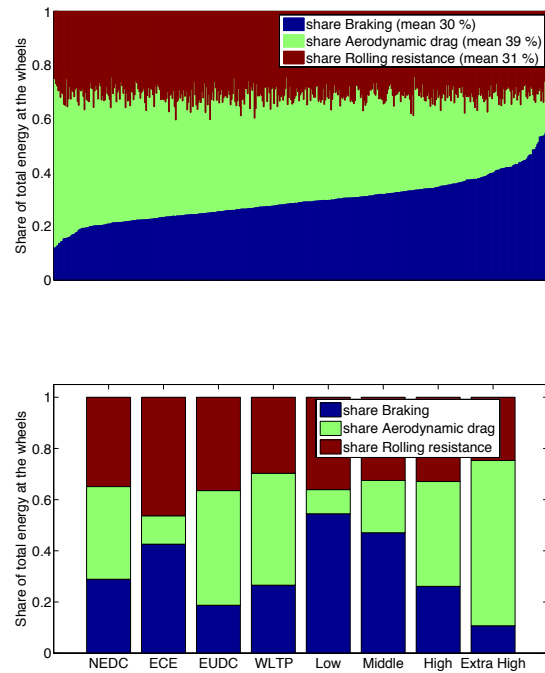 1
0.8
0.6
0.4
0.2
0
Share of total energy at the wheels
share Braking (mean 30 %)
share Aerodynamic drag (mean 39 %)
share Rolling resistance (mean 31 %)
1
0.8
0.6
0.4
0.2
0
Share of total energy at the wheels
share Braking
share Aerodynamic drag
share Rolling resistance
NEDC ECE EUDC WLTP Low Middle High Extra High